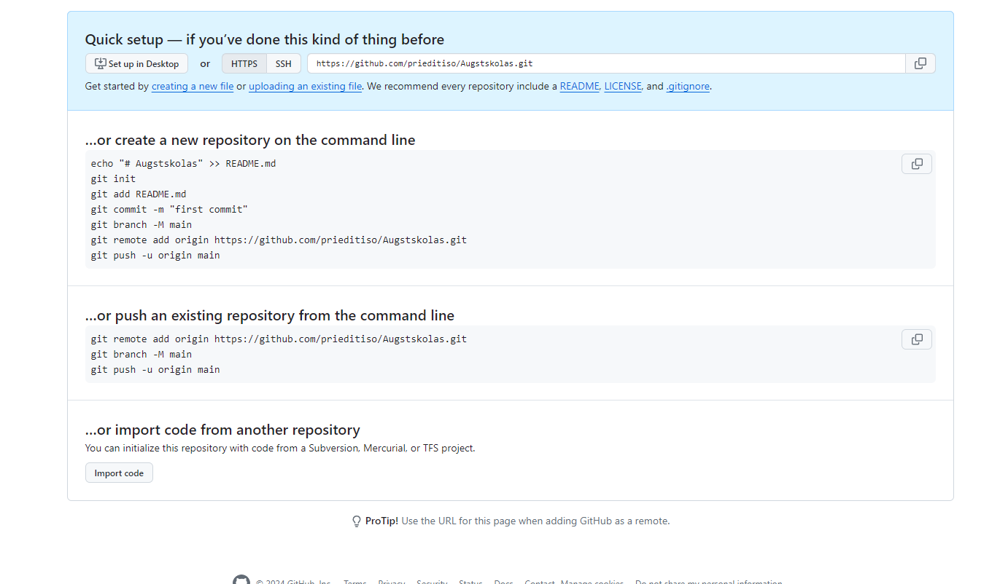 Quick setup — if you’ve done this kind of thing before
Set up in Desktop or HTTPS SSH https://github.com/prieditiso/Augstskolas.git
Get started by creating a new file or uploading an existing file. We recommend every repository include a README, LICENSE, and .gitignore.
…or create a new repository on the command line
echo "# Augstskolas" >> README.md
git init
git add README.md
git commit -m "first commit"
git branch -M main
git remote add origin https://github.com/prieditiso/Augstskolas.git
git push -u origin main
…or push an existing repository from the command line
git remote add origin https://github.com/prieditiso/Augstskolas.git
git branch -M main
git push -u origin main
…or import code from another repository
You can initialize this repository with code from a Subversion, Mercurial, or TFS project.
Import code
ProTip! Use the URL for this page when adding GitHub as a remote.
© 2024 GitHub, Inc. Terms Privacy Security Status Docs Contact Manage cookies Do not share my personal information